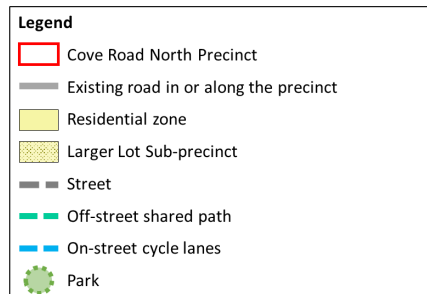 Legend
Cove Road North Precinct
Existing road in or along the precinct
Residential zone
Larger Lot Sub-precinct
Street
Off-street shared path
On-street cycle lanes
Park